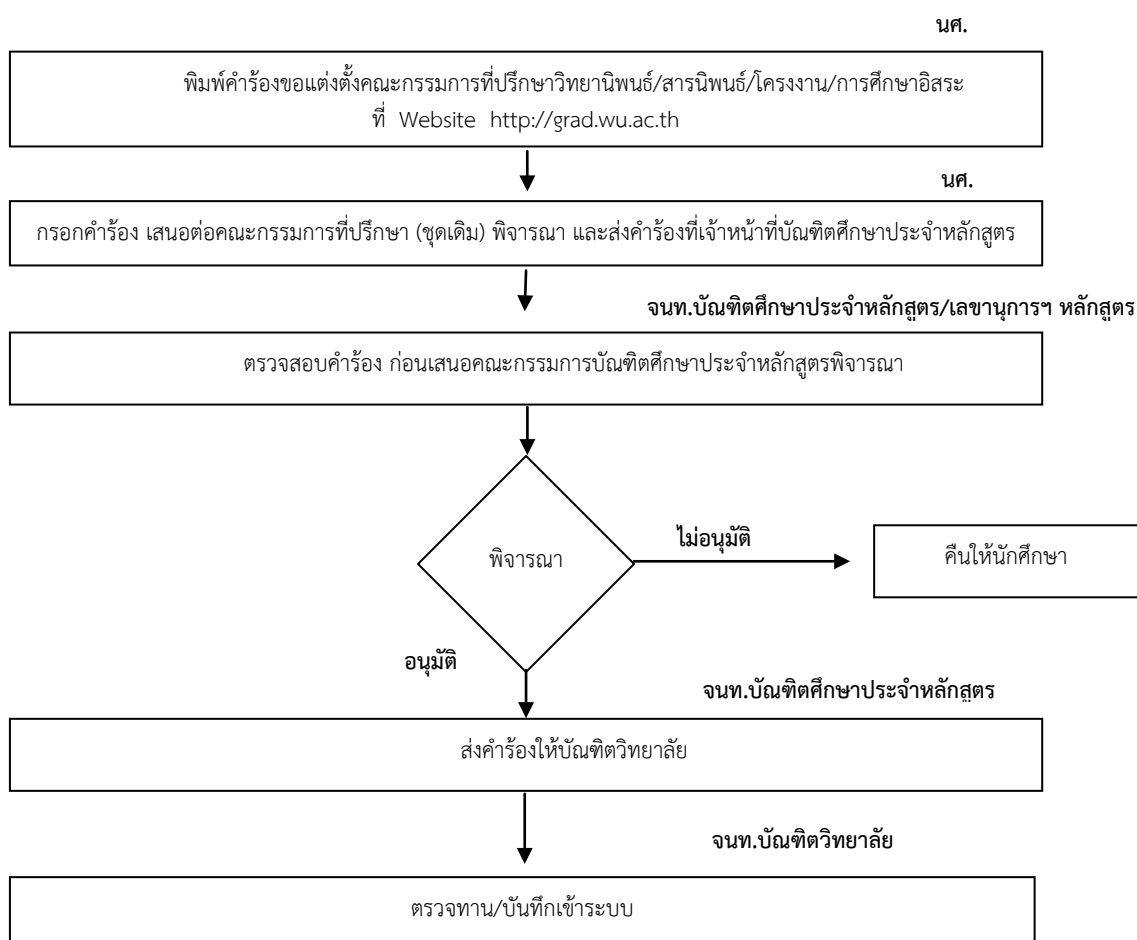 นศ.
พิมพ์คำร้องขอแต่งตั้งคณะกรรมการที่ปรึกษาวิทยานิพนธ์/สารนิพนธ์/โครงงาน/การศึกษาอิสระ
ที่ Website http://grad.wu.ac.th
นศ.
กรอกคำร้อง เสนอต่อคณะกรรมการที่ปรึกษา (ชุดเดิม) พิจารณา และส่งคำร้องที่เจ้าหน้าที่บัณฑิตศึกษาประจำหลักสูตร
จนท.บัณฑิตศึกษาประจำหลักสูตร/เลขานุการฯ หลักสูตร
ตรวจสอบคำร้อง ก่อนเสนอคณะกรรมการบัณฑิตศึกษาประจำหลักสูตรพิจารณา
ไม่อนุมัติ
พิจารณา
คืนให้นักศึกษา
อนุมัติ
จนท.บัณฑิตศึกษาประจำหลักสูตร
ส่งคำร้องให้บัณฑิตวิทยาลัย
จนท.บัณฑิตวิทยาลัย
ตรวจทาน/บันทึกเข้าระบบ